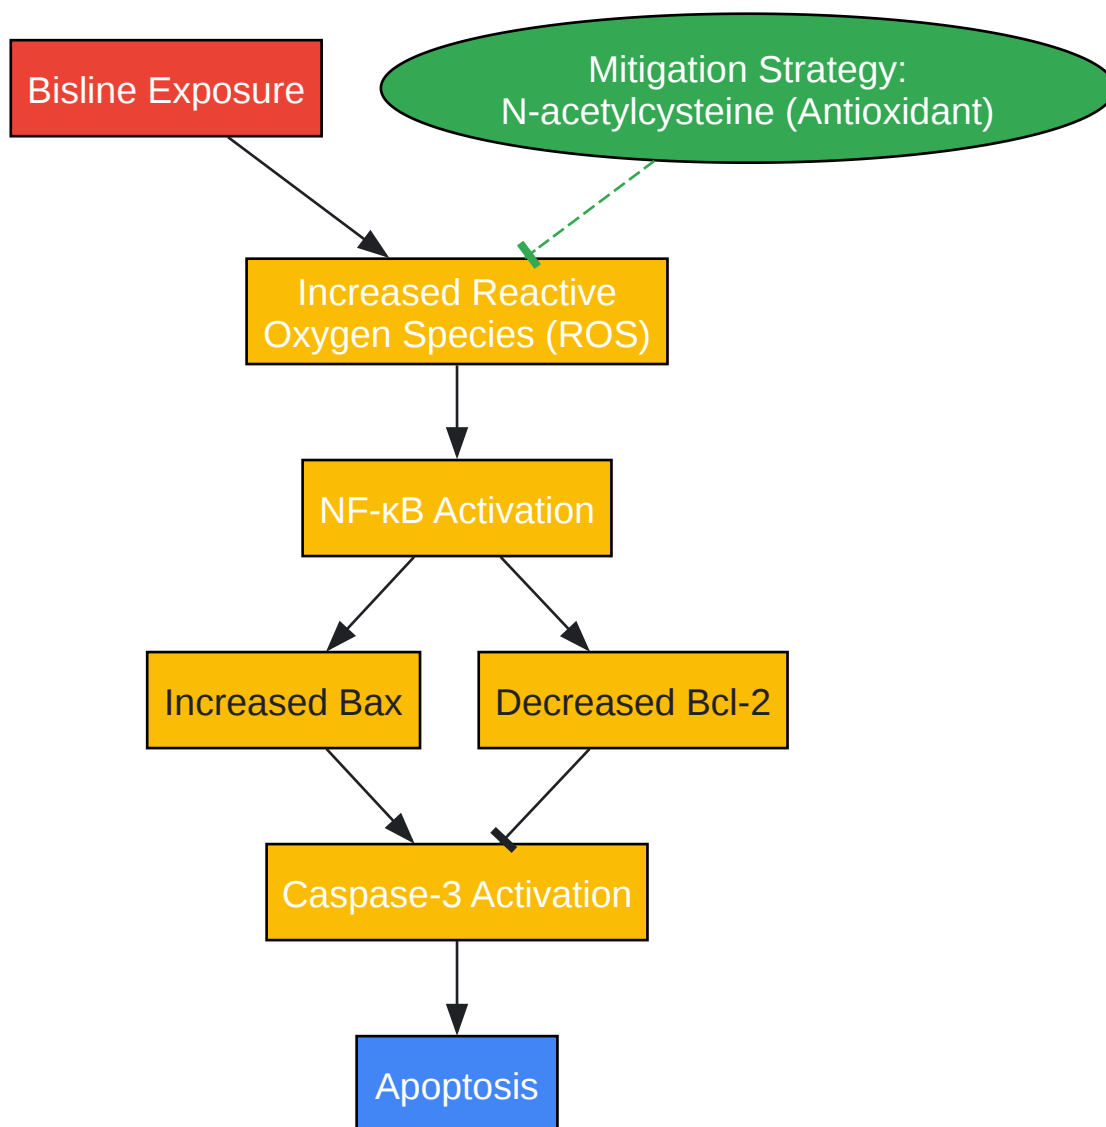 Bisline Exposure
Mitigation Strategy:
N-acetylcysteine (Antioxidant)
Increased Reactive
Oxygen Species (ROS)
NF-κB Activation
Increased Bax
Decreased Bcl-2
Caspase-3 Activation
Apoptosis